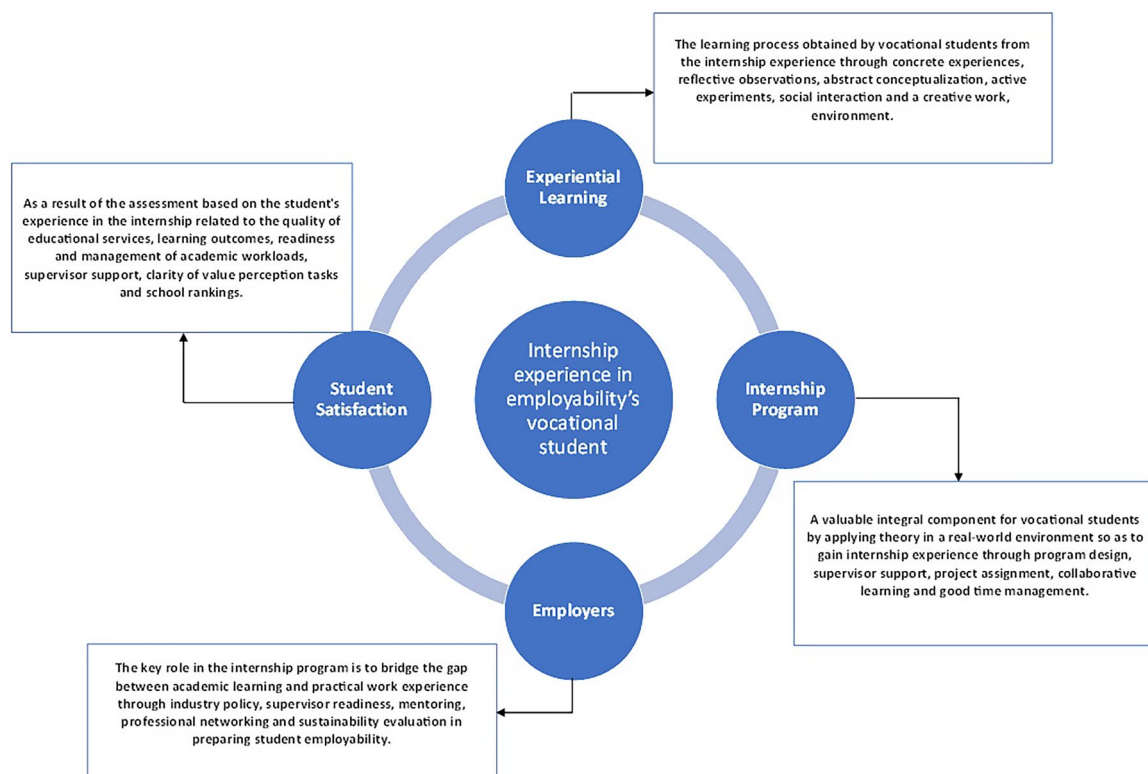 The learning process obtained by vocational students from
the internship experience through concrete experiences,
reflective observations, abstract conceptualization, active
experiments, social interaction and a creative work,
environment.
Experiential
Learning
As a result of the assessment based on the student's
experience in the internship related to the quality of
educational services, learning outcomes, readiness
and management of academic workloads,
supervisor support, clarity of value perception tasks
and school rankings.
Student
Satisfaction
Internship
experience in
employability's
vocational
student
Internship
Program
A valuable integral component for vocational students
by applying theory in a real-world environment so as to
gain internship experience through program design,
supervisor support, project assignment, collaborative
learning and good time management.
Employers
The key role in the internship program is to bridge the gap
between academic learning and practical work experience
through industry policy, supervisor readiness, mentoring,
professional networking and sustainability evaluation in
preparing student employability.